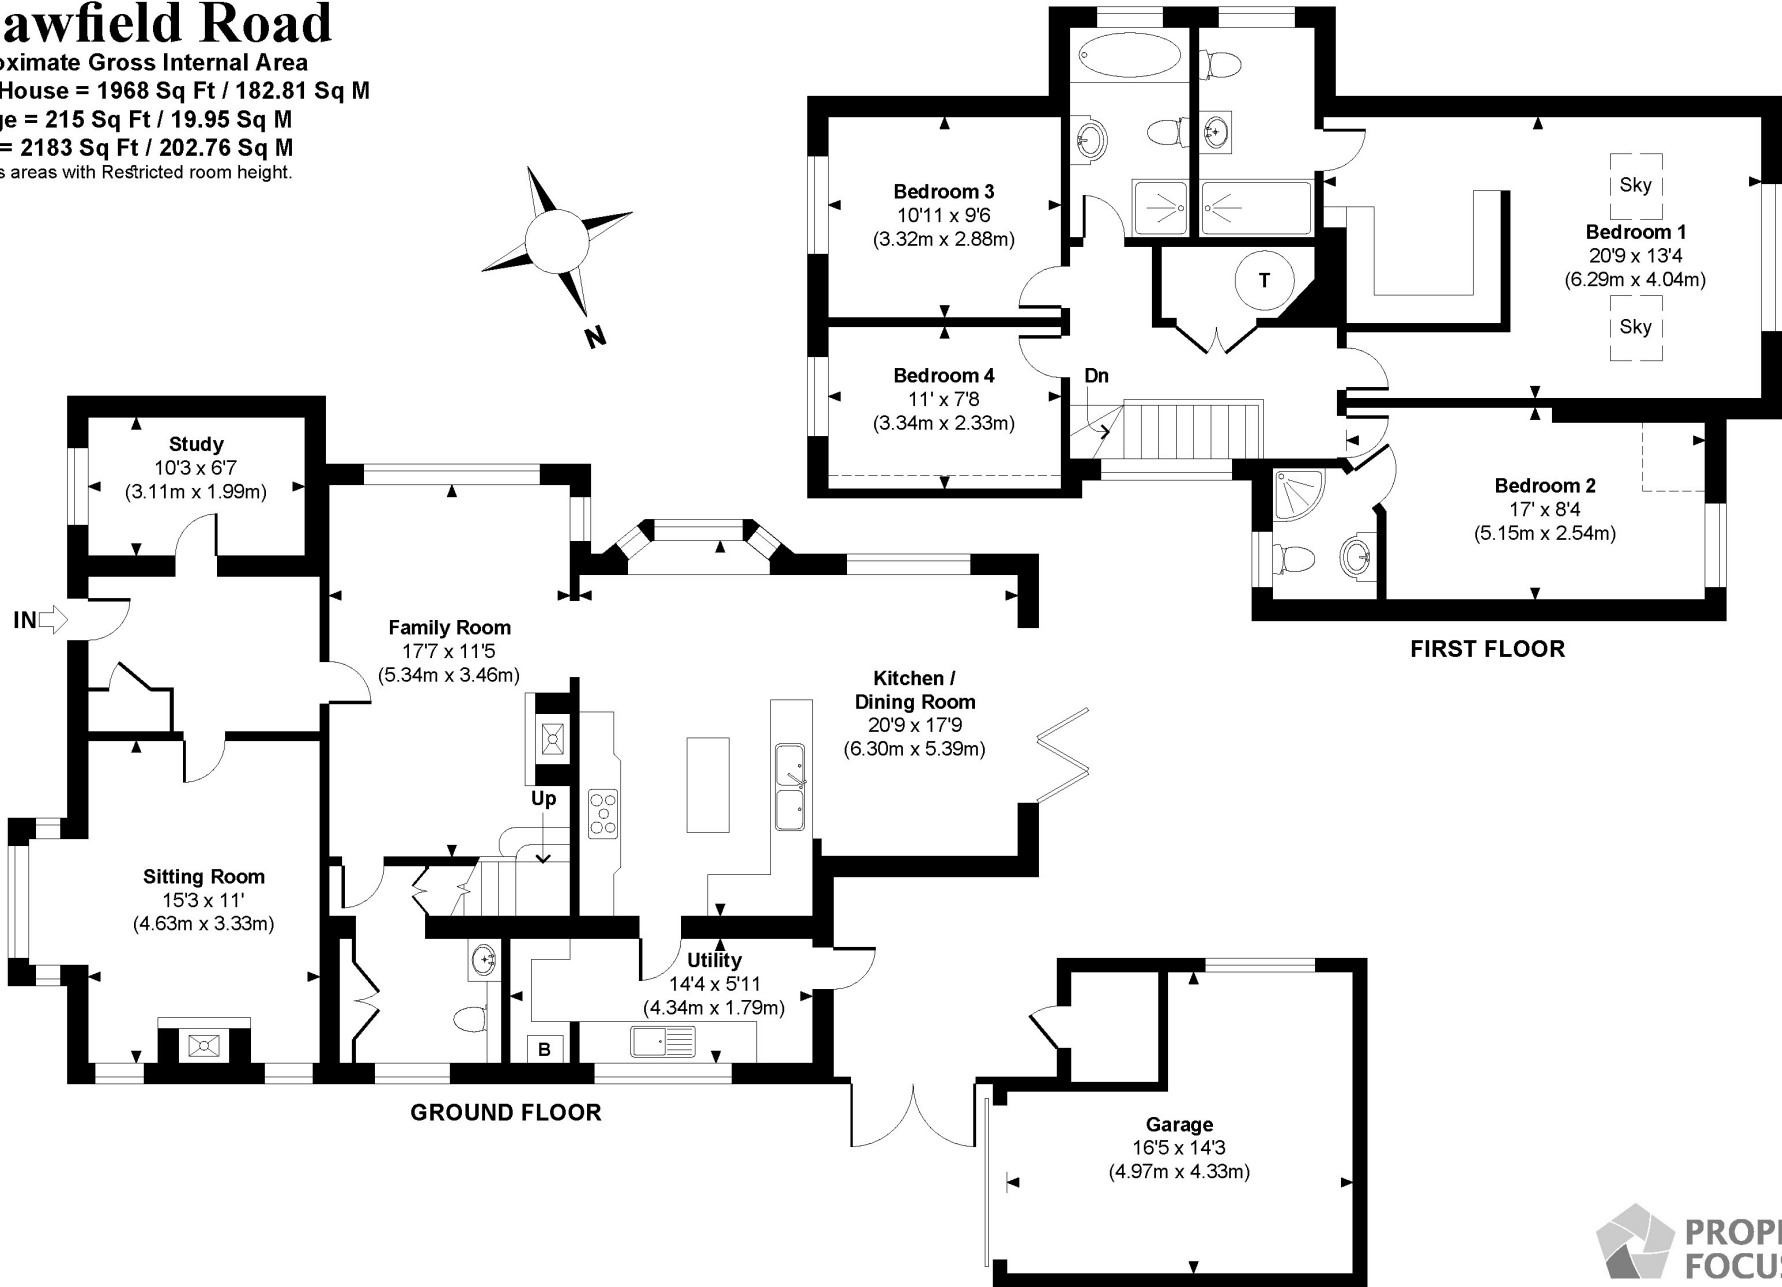 awfield Road
oximate Gross Internal Area
House = 1968 Sq Ft / 182.81 Sq M
ge = 215 Sq Ft / 19.95 Sq M
= 2183 Sq Ft / 202.76 Sq M
s areas with Restricted room height.
N
Bedroom 3
10'11 x 9'6
(3.32m x 2.88m)
Bedroom 4
11' x 7'8
(3.34m x 2.33m)
Dn
T
Sky
Bedroom 1
20'9 x 13'4
(6.29m x 4.04m)
Sky
Bedroom 2
17' x 8'4
(5.15m x 2.54m)
FIRST FLOOR
Study
10'3 x 6'7
(3.11m x 1.99m)
IN
Family Room
17'7 x 11'5
(5.34m x 3.46m)
Kitchen /
Dining Room
20'9 x 17'9
(6.30m x 5.39m)
Up
Sitting Room
15'3 x 11'
(4.63m x 3.33m)
Utility
14'4 x 5'11
(4.34m x 1.79m)
B
GROUND FLOOR
Garage
16'5 x 14'3
(4.97m x 4.33m)
PROP
FOCUS